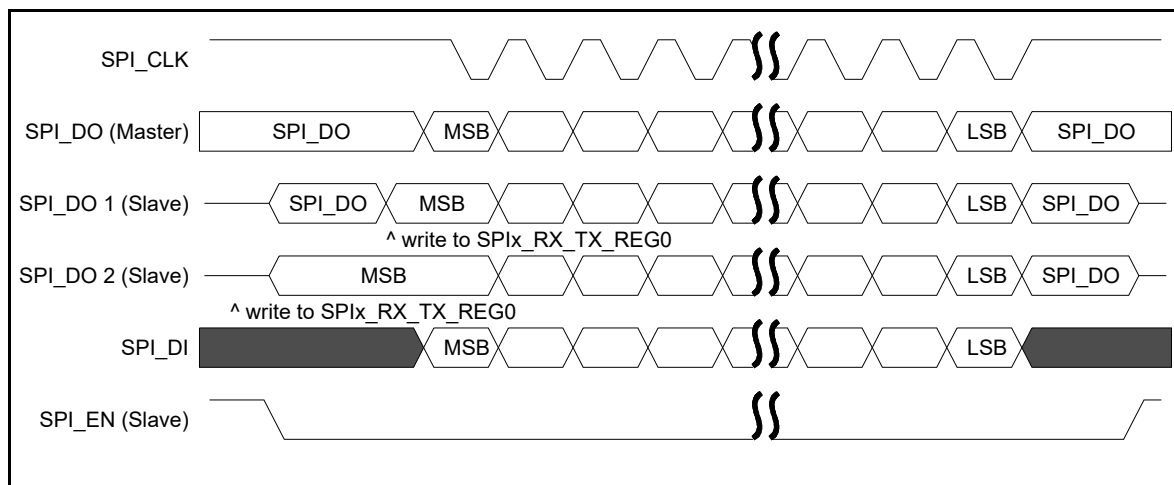 SPI_CLK
SPI_DO (Master) SPI_DO MSB LSB SPI_DO
SPI_DO 1 (Slave) SPI_DO MSB LSB SPI_DO
^ write to SPIx_RX_TX_REG0
SPI_DO 2 (Slave) MSB LSB SPI_DO
^ write to SPIx_RX_TX_REG0
SPI_DI MSB LSB
SPI_EN (Slave)